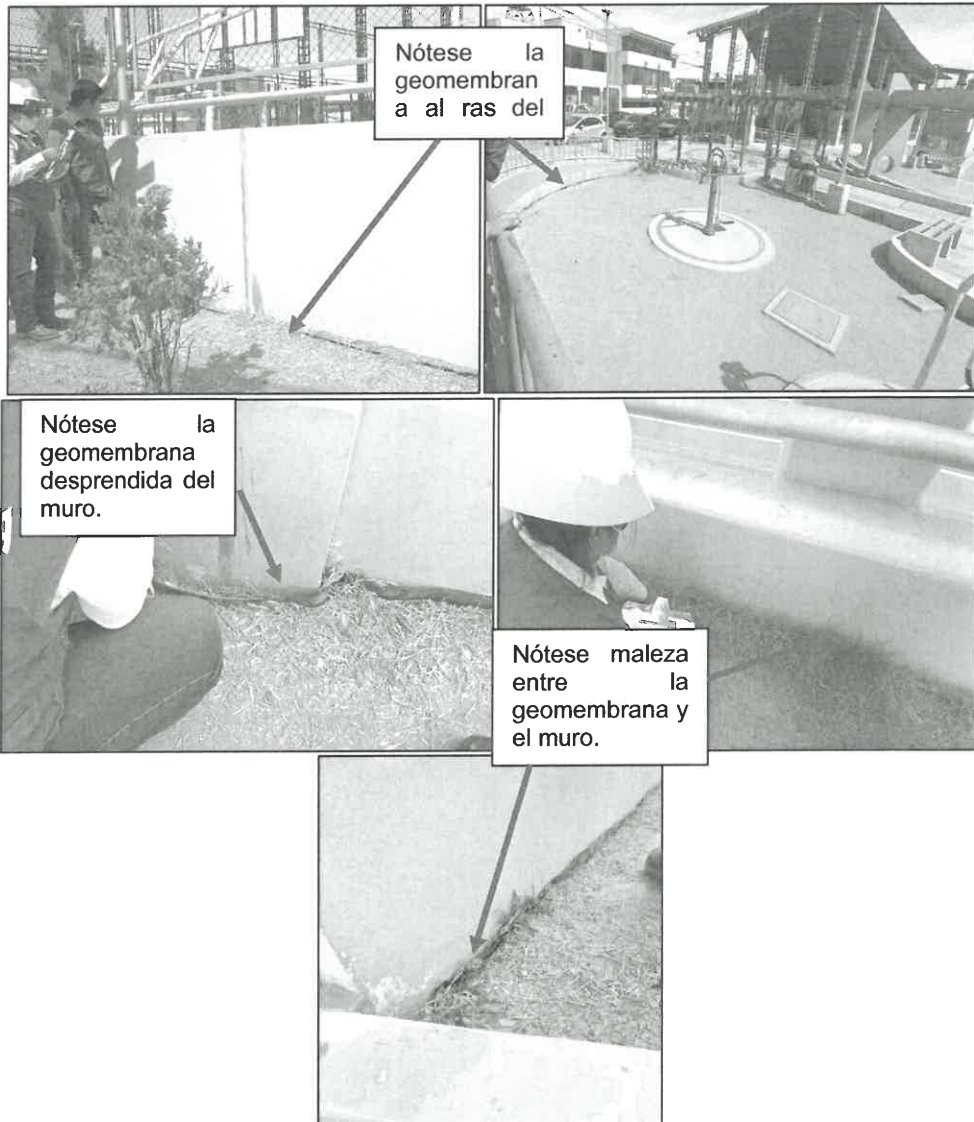 Nótese la
geomembran
a al ras del
Nótese la
geomembrana
desprendida del
muro.
Nótese maleza
entre la
geomembrana y
el muro.